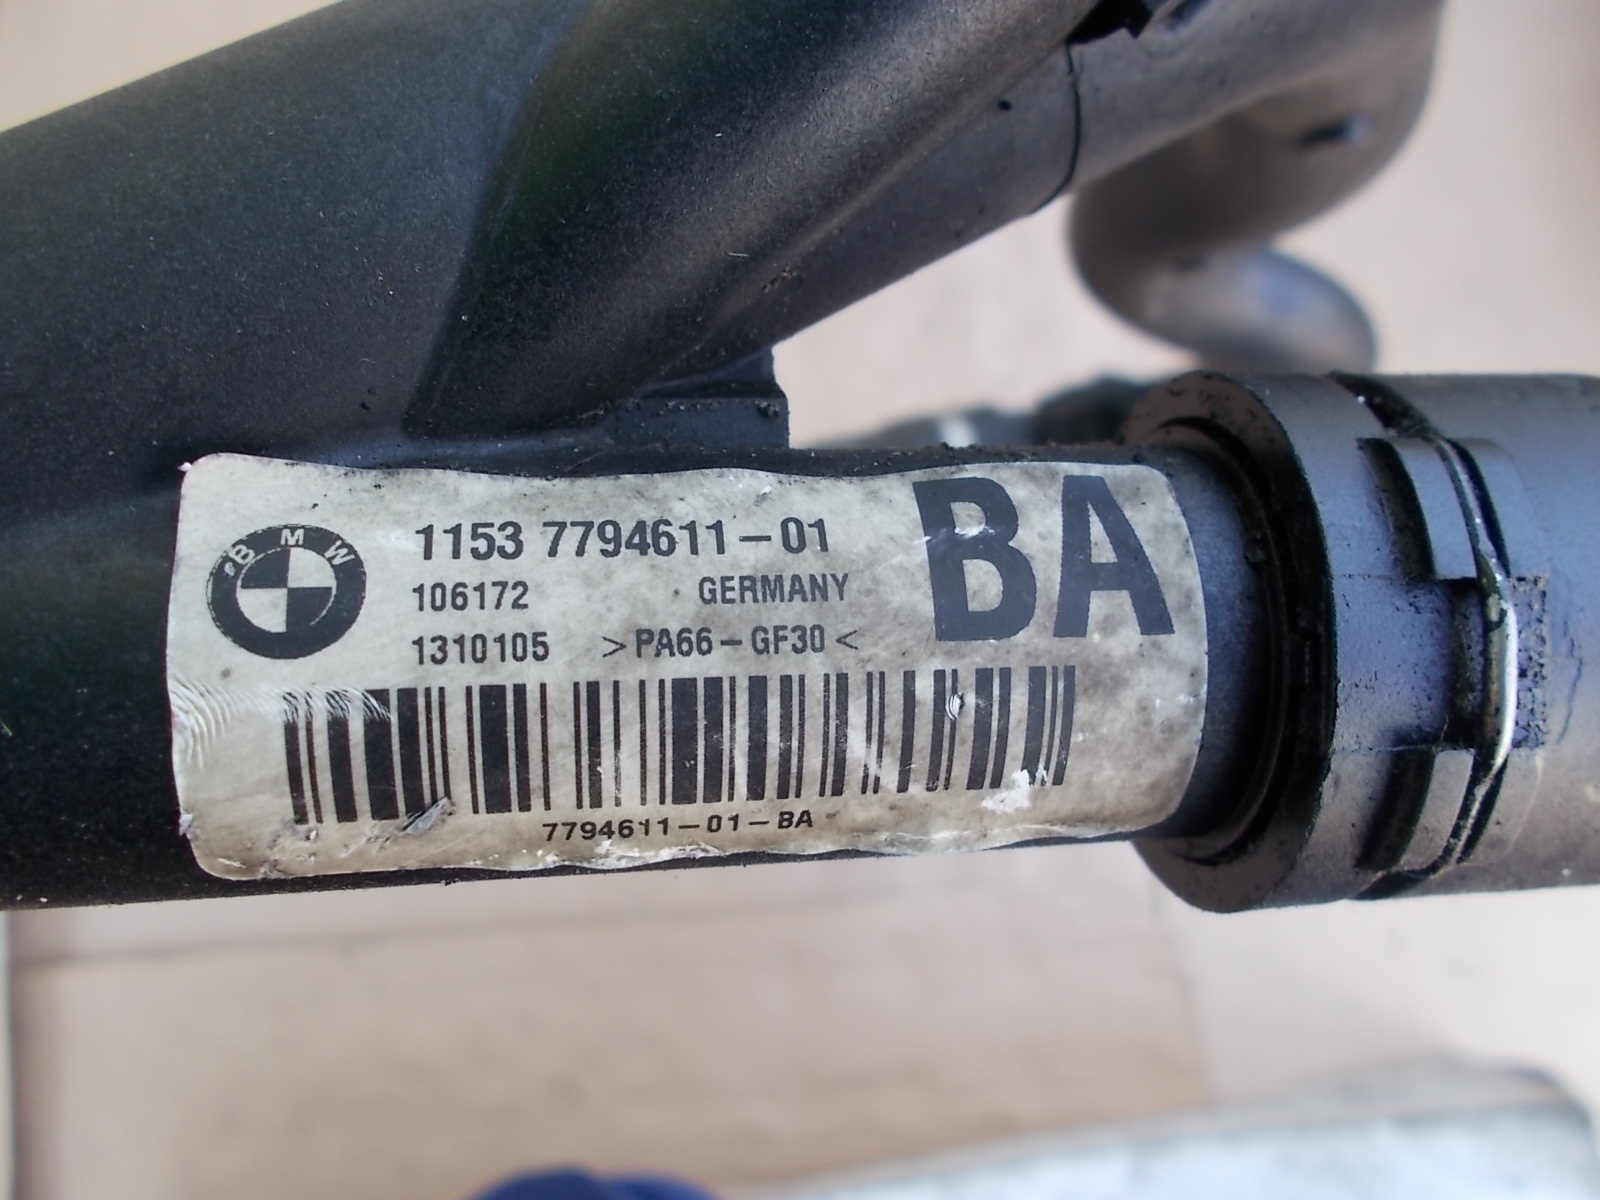 BMW
1153 7794611-01
BA
106172 GERMANY
1310105 >PA66-GF30<
7794611-01-BA